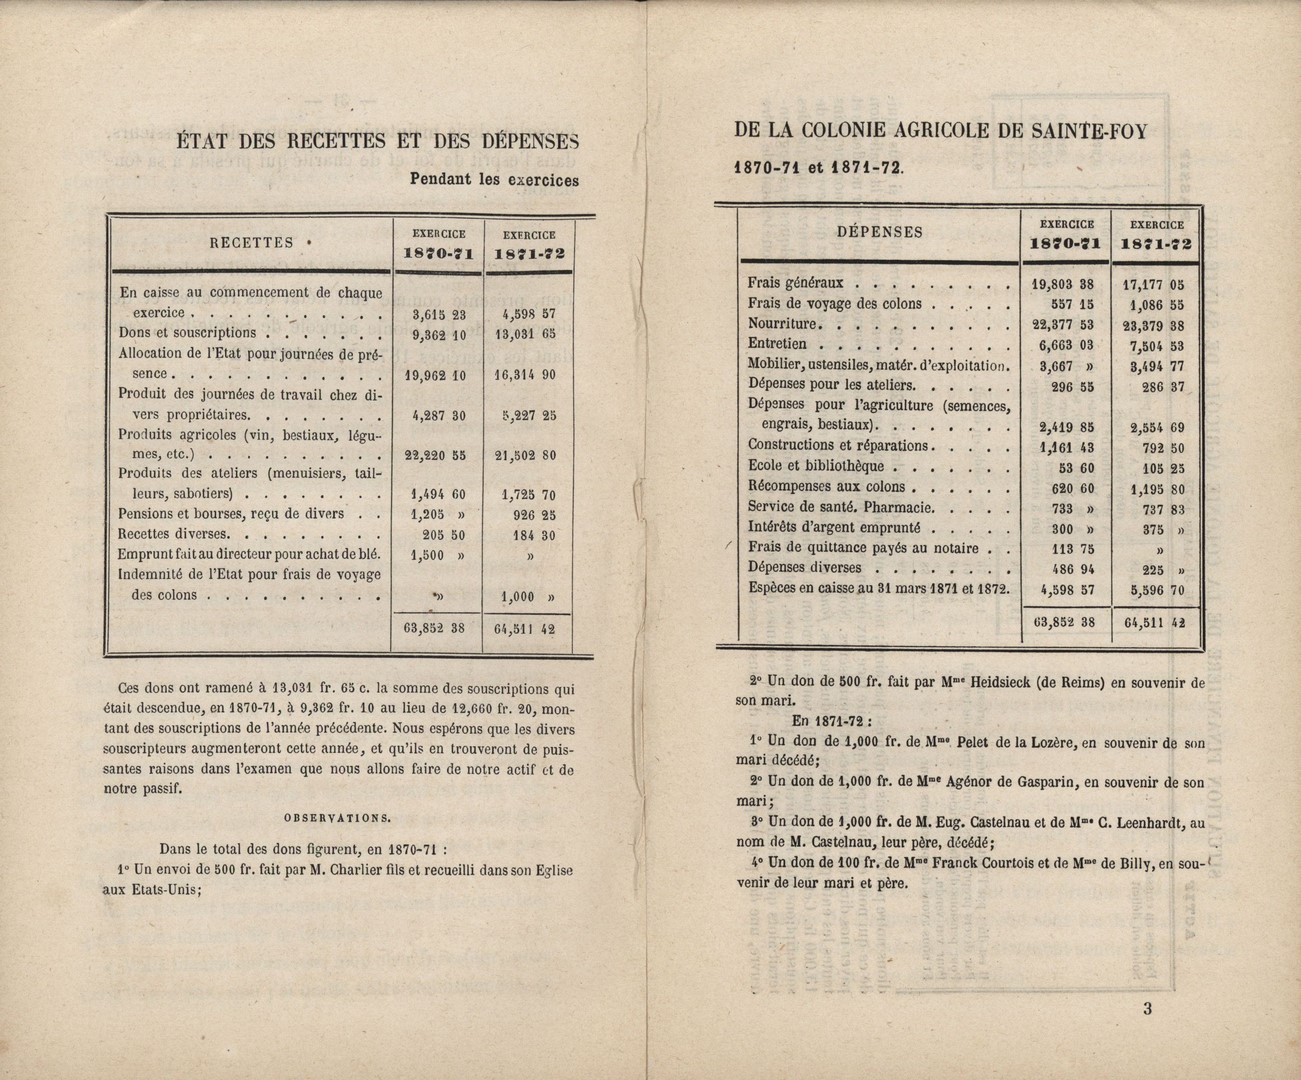 ÉTAT DES RECETTES ET DES DÉPENSES
Pendant les exercices
RECETTES
EXERCICE 1870-71
EXERCICE 1871-72
En caisse au commencement de chaque
exercice . . . . . . . . . . . 3,615 23 4,598 57
Dons et souscriptions . . . . . . . 9,362 10 13,031 65
Allocation de l'Etat pour journées de pré-
sence . . . . . . . . . . . . 19,962 10 16,314 90
Produit des journées de travail chez di-
vers propriétaires. . . . . . . . 4,287 30 5,227 25
Produits agricoles (vin, bestiaux, légu-
mes, etc.) . . . . . . . . . . 22,220 55 21,502 80
Produits des ateliers (menuisiers, tail-
leurs, sabotiers) . . . . . . . . 1,494 60 1,725 70
Pensions et bourses, reçu de divers . . 1,205 » 926 25
Recettes diverses. . . . . . . . . 205 50 184 30
Emprunt fait au directeur pour achat de blé. 1,500 » »
Indemnité de l'Etat pour frais de voyage
des colons . . . . . . . . . . » 1,000 »
63,852 38 64,511 42
Ces dons ont ramené à 13,031 fr. 65 c. la somme des souscriptions qui
était descendue, en 1870-71, à 9,362 fr. 10 au lieu de 12,660 fr. 20, mon-
tant des souscriptions de l'année précédente. Nous espérons que les divers
souscripteurs augmenteront cette année, et qu'ils en trouveront de puis-
santes raisons dans l'examen que nous allons faire de notre actif et de
notre passif.
OBSERVATIONS.
Dans le total des dons figurent, en 1870-71 :
1º Un envoi de 500 fr. fait par M. Charlier fils et recueilli dans son Eglise
aux Etats-Unis;
DE LA COLONIE AGRICOLE DE SAINTE-FOY
1870-71 et 1871-72.
DÉPENSES
EXERCICE 1870-71
EXERCICE 1871-72
Frais généraux . . . . . . . . . 19,803 38 17,177 05
Frais de voyage des colons . . . . . 557 15 1,086 55
Nourriture. . . . . . . . . . . 22,377 53 23,379 38
Entretien . . . . . . . . . . . 6,663 03 7,504 53
Mobilier, ustensiles, matér. d'exploitation. 3,667 » 3,494 77
Dépenses pour les ateliers. . . . . . 296 55 286 37
Dépenses pour l'agriculture (semences,
engrais, bestiaux). . . . . . . . 2,419 85 2,554 69
Constructions et réparations. . . . . 1,161 43 792 50
Ecole et bibliothèque . . . . . . . 53 60 105 25
Récompenses aux colons . . . . . . 620 60 1,195 80
Service de santé. Pharmacie. . . . . 733 » 737 83
Intérêts d'argent emprunté . . . . . 300 » 375 »
Frais de quittance payés au notaire . . 113 75 »
Dépenses diverses . . . . . . . . 486 94 225 »
Espèces en caisse au 31 mars 1871 et 1872. 4,598 57 5,596 70
63,852 38 64,511 42
2º Un don de 500 fr. fait par Mme Heidsieck (de Reims) en souvenir de
son mari.
En 1871-72 :
1º Un don de 1,000 fr. de Mme Pelet de la Lozère, en souvenir de son
mari décédé;
2º Un don de 1,000 fr. de Mme Agénor de Gasparin, en souvenir de son
mari;
3º Un don de 1,000 fr. de M. Eug. Castelnau et de Mme C. Leenhardt, au
nom de M. Castelnau, leur père, décédé;
4º Un don de 100 fr. de Mme Franck Courtois et de Mme de Billy, en sou-
venir de leur mari et père.
3